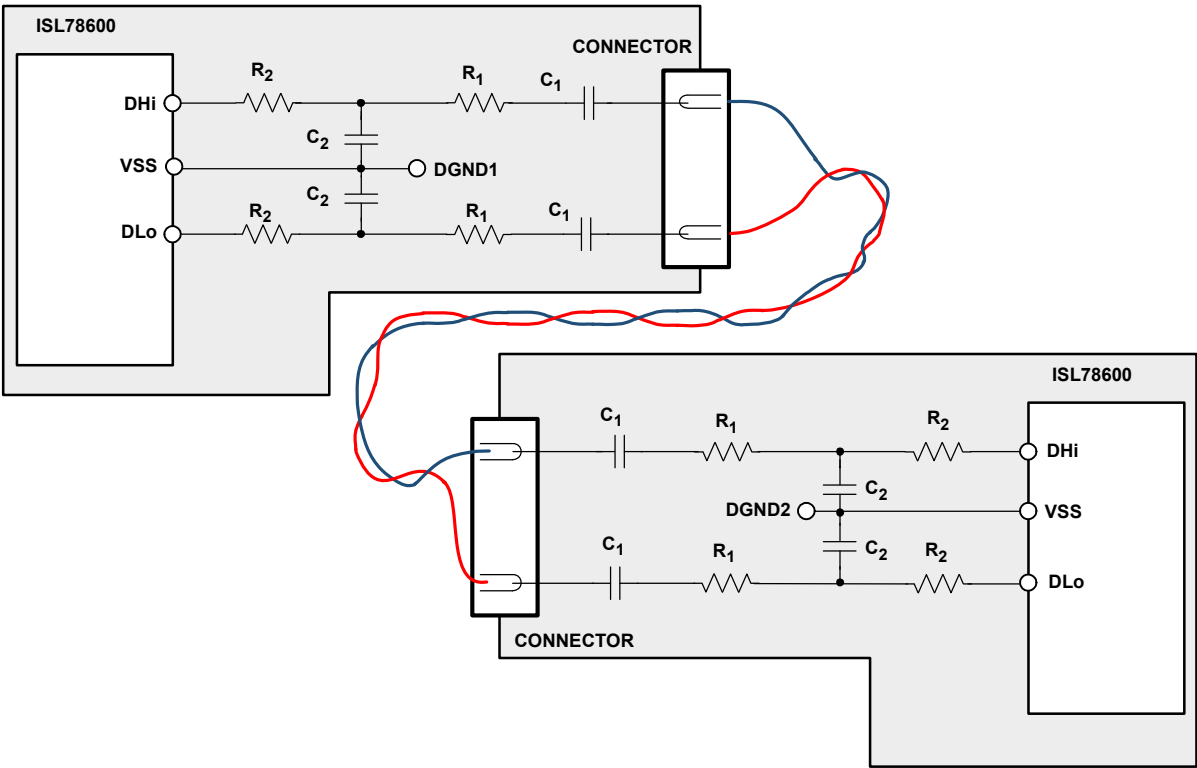 ISL78600
CONNECTOR
R2
R1
C1
DHi
C2
VSS
DGND1
C2
R2
R1
C1
DLo
ISL78600
C1
R1
R2
DHi
C2
DGND2
VSS
C1
R1
C2
R2
DLo
CONNECTOR